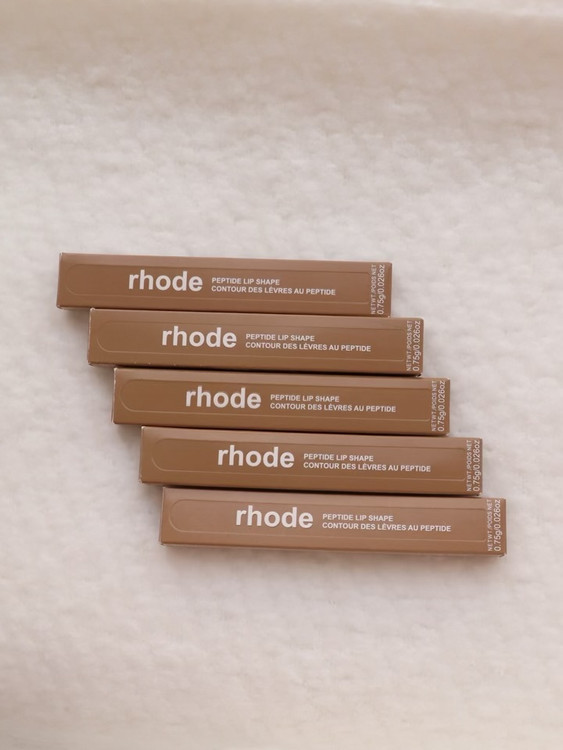 rhode
PEPTIDE LIP SHAPE
CONTOUR DES LÈVRES AU PEPTIDE
NET WT./POIDS NET
0.75g/0.026oz
rhode
PEPTIDE LIP SHAPE
CONTOUR DES LÈVRES AU PEPTIDE
NET WT./POIDS NET
0.75g/0.026oz
rhode
PEPTIDE LIP SHAPE
CONTOUR DES LÈVRES AU PEPTIDE
NET WT./POIDS NET
0.75g/0.026oz
rhode
PEPTIDE LIP SHAPE
CONTOUR DES LÈVRES AU PEPTIDE
NET WT./POIDS NET
0.75g/0.026oz
rhode
PEPTIDE LIP SHAPE
CONTOUR DES LÈVRES AU PEPTIDE
NET WT./POIDS NET
0.75g/0.026oz